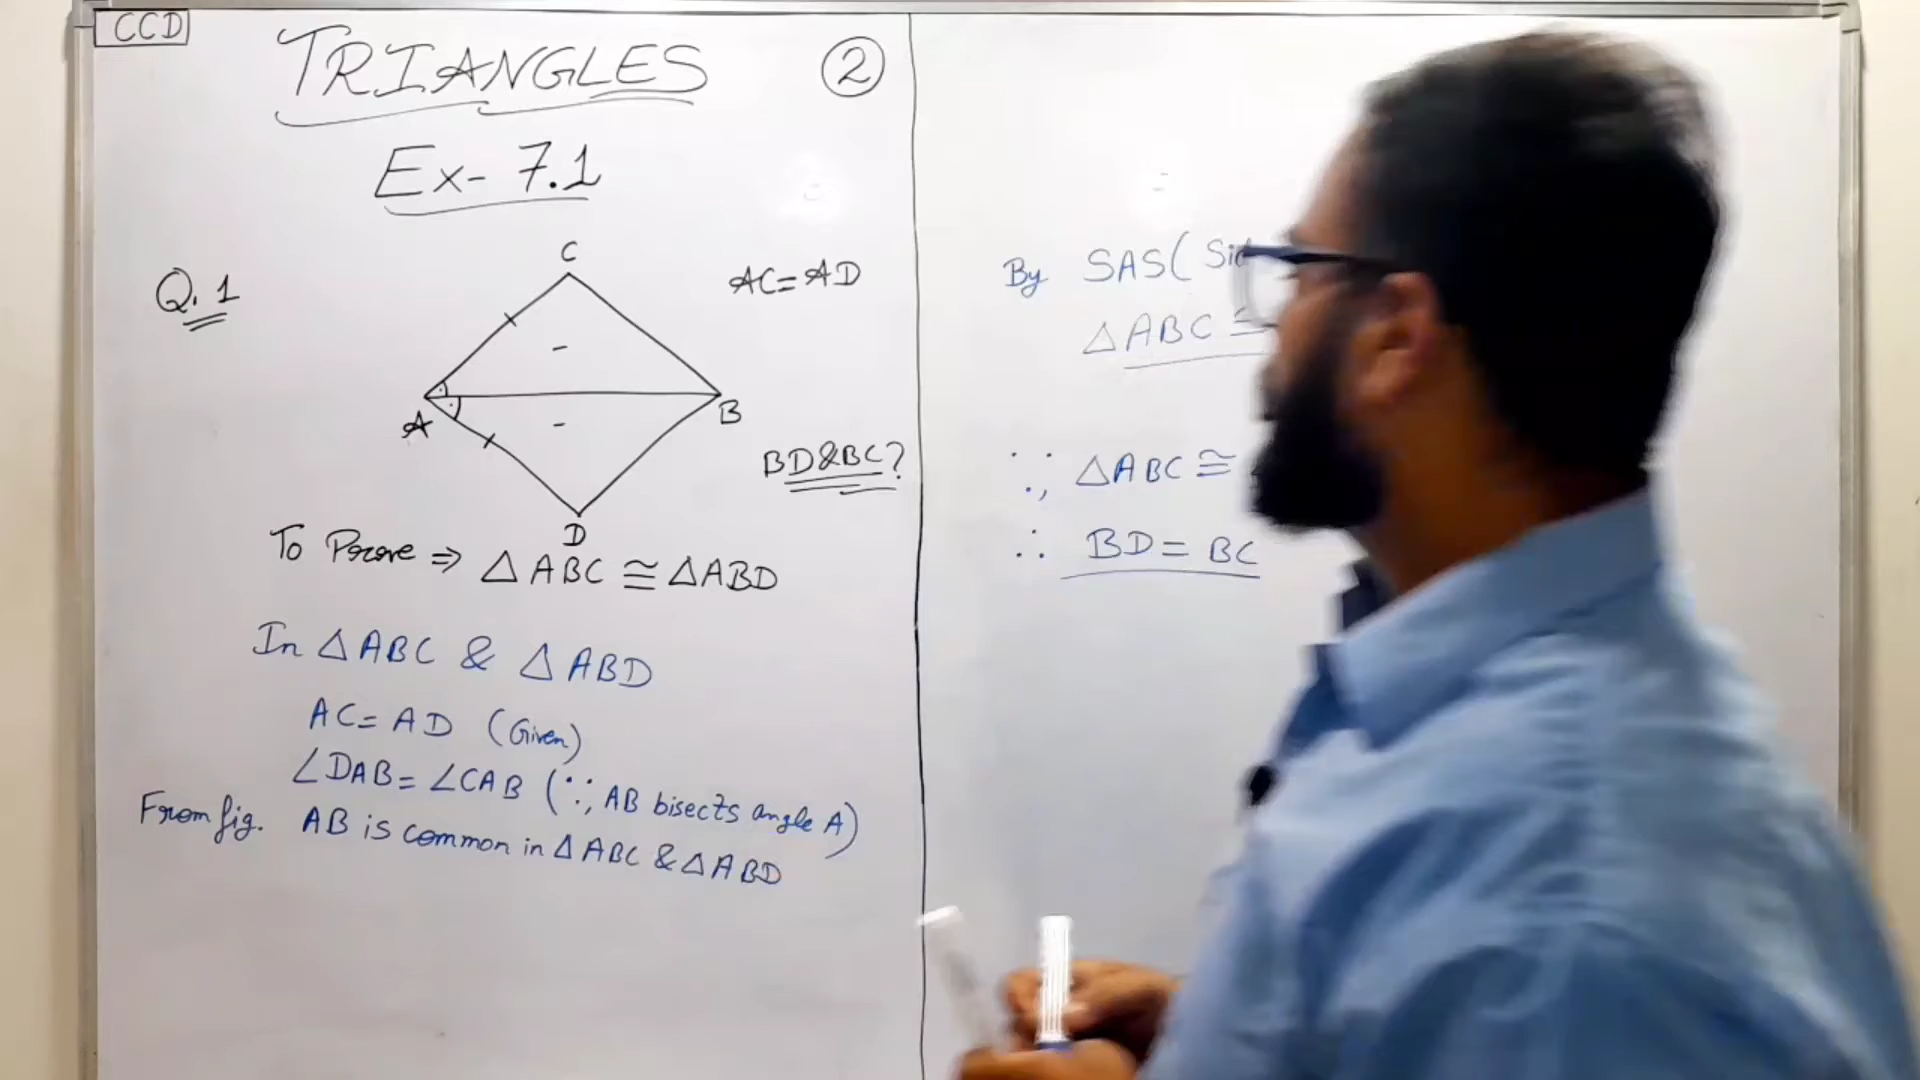 CCD
TRIANGLES
2
Ex- 7.1
Q. 1
C
AC = AD
A
B
BD & BC?
D
To Prove ⇒ △ABC ≅ △ABD
In △ABC & △ABD
AC = AD (Given)
∠DAB = ∠CAB (∵, AB bisects angle A)
From fig. AB is common in △ABC & △ABD
By SAS(
△ABC ≅
∵, △ABC ≅
∴ BD = BC